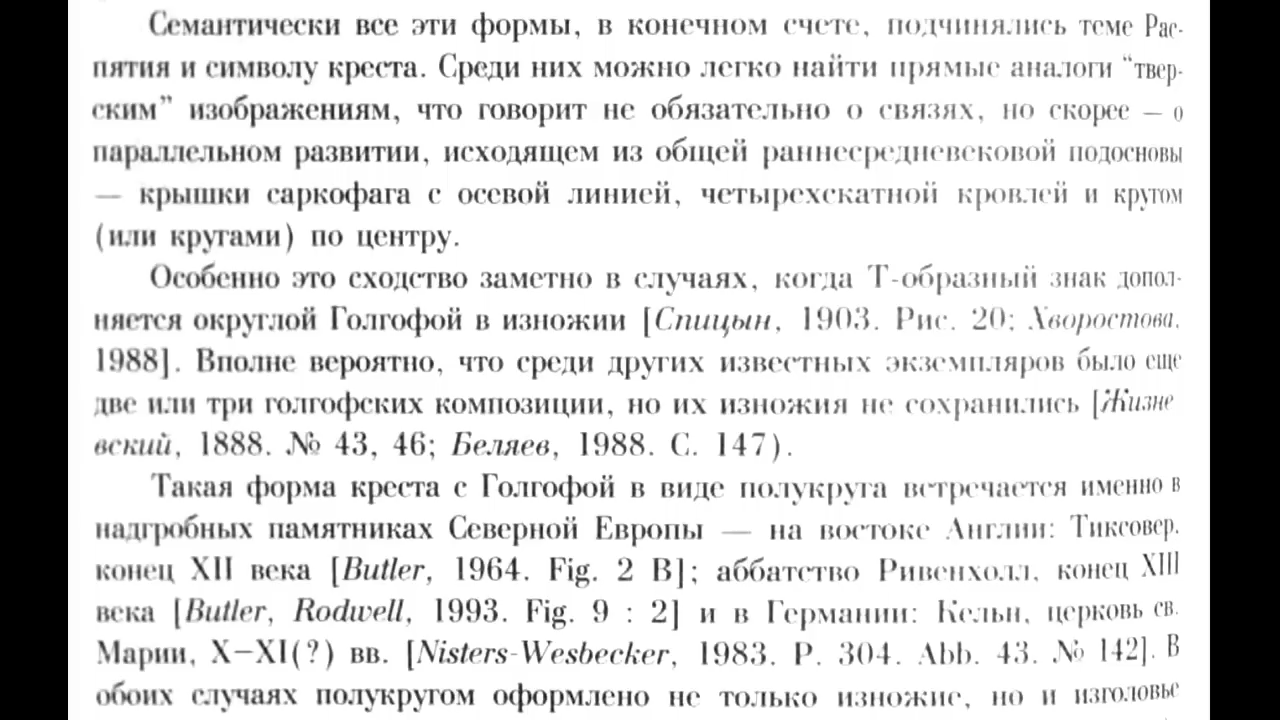 Семантически все эти формы, в конечном счете, подчинялись теме Рас-
пятия и символу креста. Среди них можно легко найти прямые аналоги “твер-
ским” изображениям, что говорит не обязательно о связях, но скорее — о
параллельном развитии, исходящем из общей раннесредневековой подосновы
— крышки саркофага с осевой линией, четырехскатной кровлей и кругом
(или кругами) по центру.
Особенно это сходство заметно в случаях, когда Т-образный знак допол-
няется округлой Голгофой в изножии [Спицын, 1903. Рис. 20; Хворостова,
1988]. Вполне вероятно, что среди других известных экземпляров было еще
две или три голгофских композиции, но их изножия не сохранились [Жизне
вский, 1888. № 43, 46; Беляев, 1988. С. 147).
Такая форма креста с Голгофой в виде полукруга встречается именно в
надгробных памятниках Северной Европы — на востоке Англии: Тиксовер,
конец XII века [Butler, 1964. Fig. 2 B]; аббатство Ривенхолл, конец XIII
века [Butler, Rodwell, 1993. Fig. 9 : 2] и в Германии: Кельн, церковь св.
Марии, X—XI(?) вв. [Nisters-Wesbecker, 1983. P. 304. Abb. 43. № 142]. В
обоих случаях полукругом оформлено не только изножие, но и изголовье